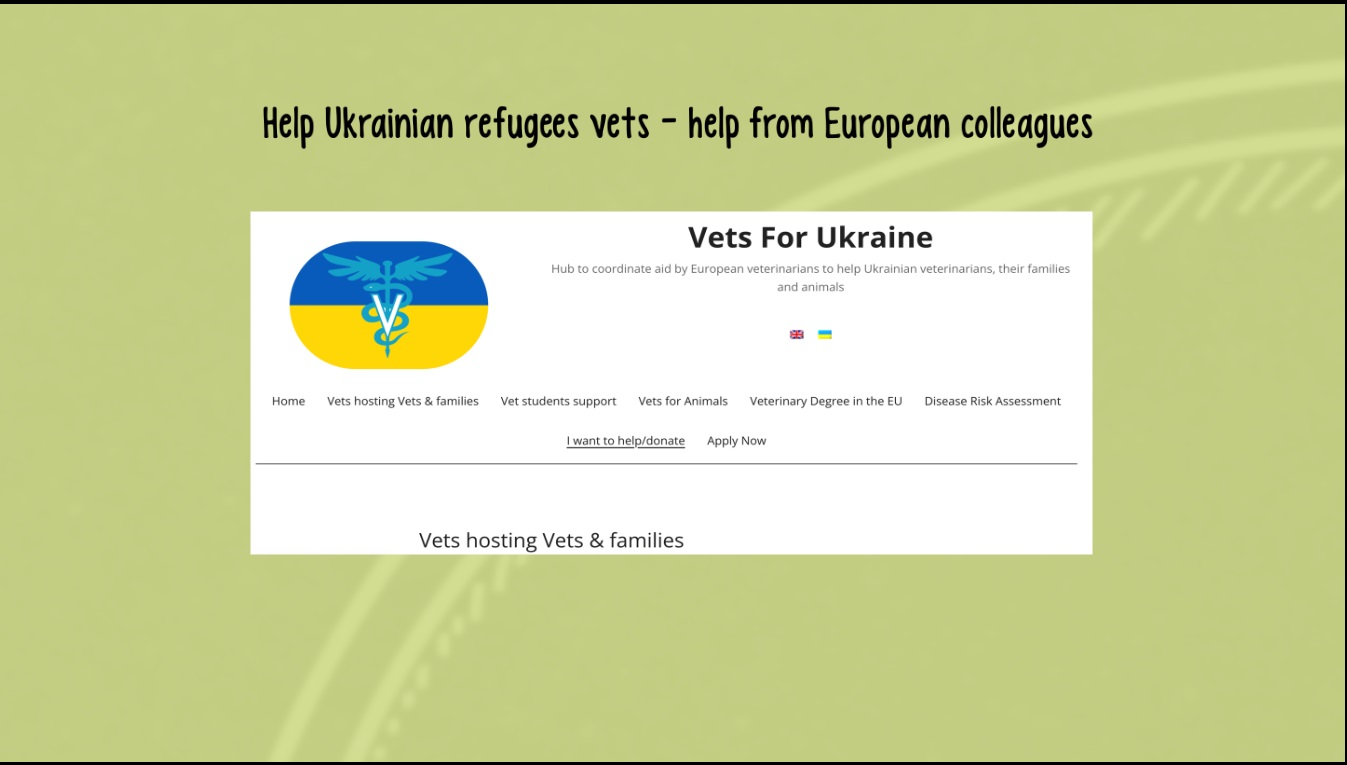 Help Ukrainian refugees vets - help from European colleagues
Vets For Ukraine
Hub to coordinate aid by European veterinarians to help Ukrainian veterinarians, their families
and animals
V
Home Vets hosting Vets & families Vet students support Vets for Animals Veterinary Degree in the EU Disease Risk Assessment
I want to help/donate Apply Now
Vets hosting Vets & families